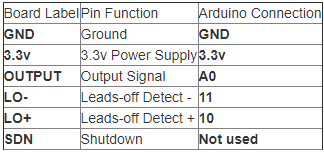 Board Label Pin Function Arduino Connection
GND Ground GND
3.3v 3.3v Power Supply 3.3v
OUTPUT Output Signal A0
LO- Leads-off Detect - 11
LO+ Leads-off Detect + 10
SDN Shutdown Not used